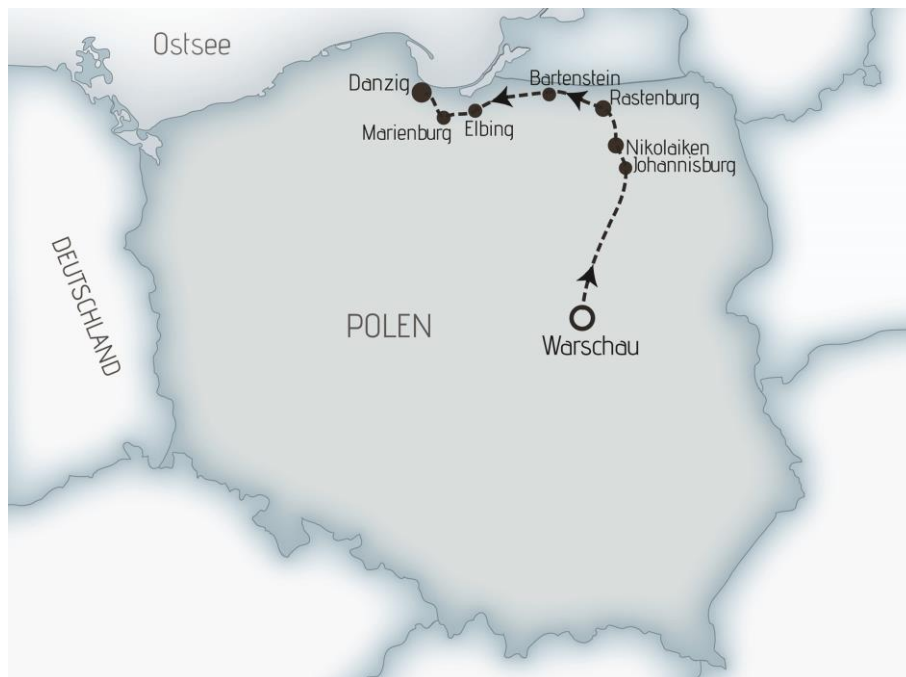 Ostsee
Danzig
Bartenstein
Rastenburg
Marienburg
Elbing
Nikolaiken
Johannisburg
DEUTSCHLAND
POLEN
Warschau